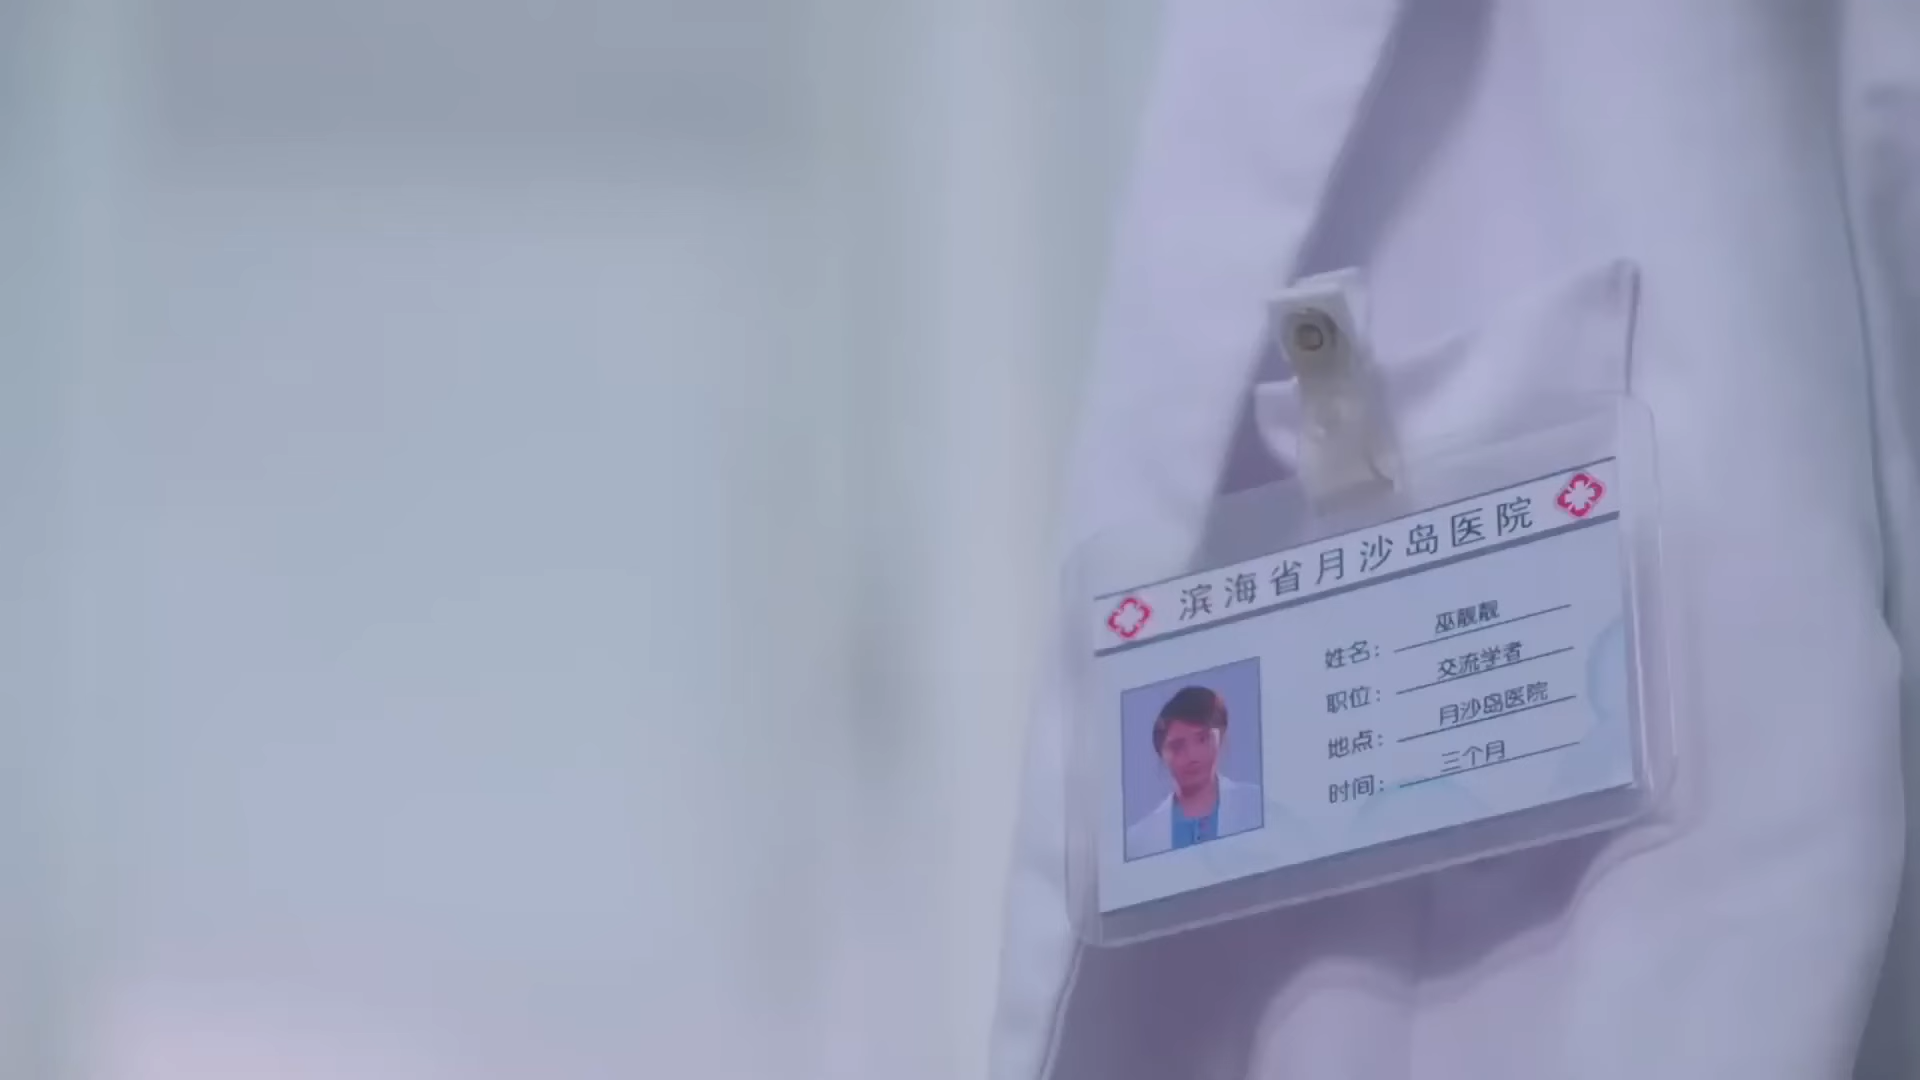 滨海省月沙岛医院
姓名：巫靓靓
职位：交流学者
地点：月沙岛医院
时间：三个月